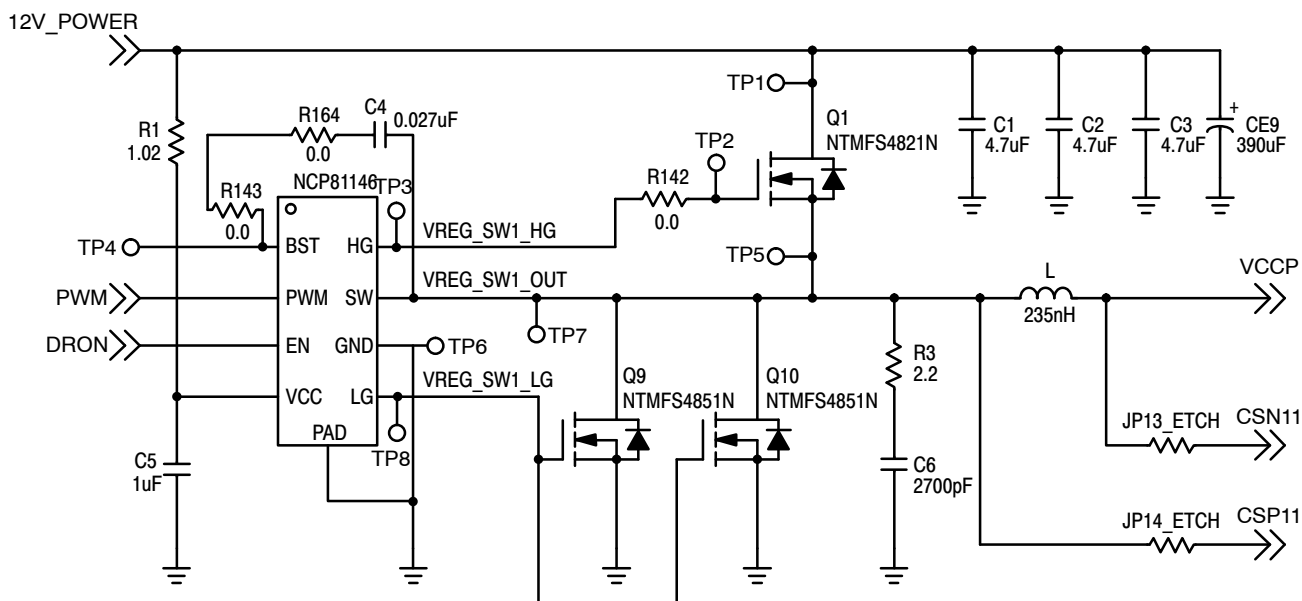 12V_POWER
R1
1.02
R164
0.0
C4
0.027uF
R143
0.0
NCP81146
TP3
TP4
BST
HG
VREG_SW1_HG
R142
0.0
TP2
TP1
Q1
NTMFS4821N
C1
4.7uF
C2
4.7uF
C3
4.7uF
+
CE9
390uF
TP5
PWM
PWM
SW
VREG_SW1_OUT
TP7
L
235nH
VCCP
DRON
EN
GND
TP6
VCC
LG
VREG_SW1_LG
PAD
TP8
C5
1uF
Q9
NTMFS4851N
Q10
NTMFS4851N
R3
2.2
C6
2700pF
JP13_ETCH
CSN11
JP14_ETCH
CSP11